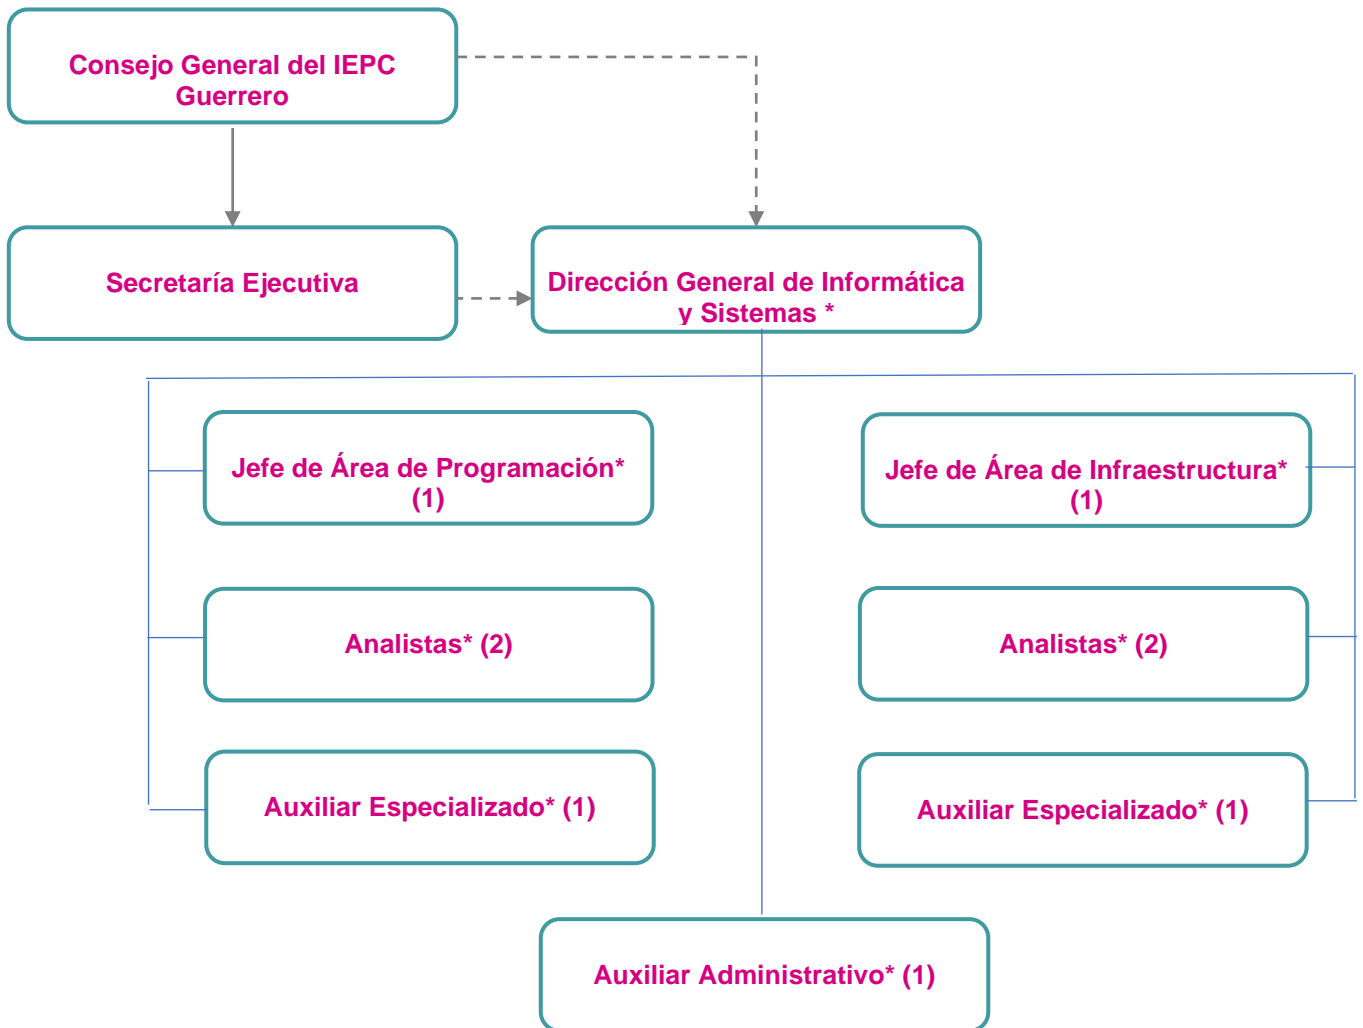 Consejo General del IEPC
Guerrero
Secretaría Ejecutiva
Dirección General de Informática
y Sistemas *
Jefe de Área de Programación*
(1)
Jefe de Área de Infraestructura*
(1)
Analistas* (2)
Analistas* (2)
Auxiliar Especializado* (1)
Auxiliar Especializado* (1)
Auxiliar Administrativo* (1)